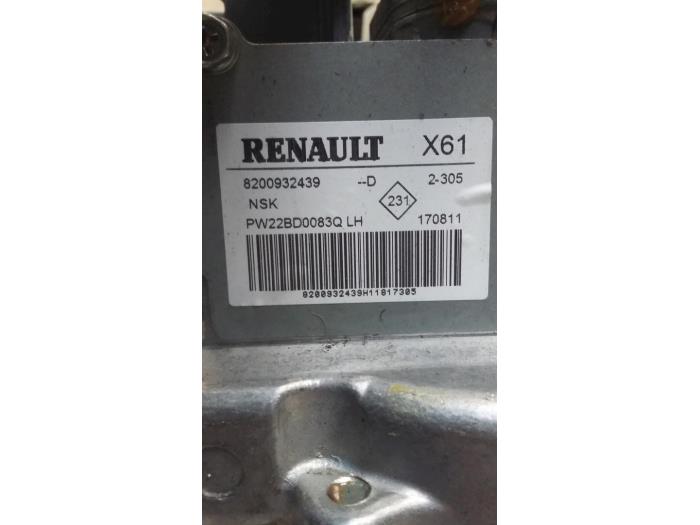 RENAULT X61
8200932439 --D 2-305
NSK 231
PW22BD0083Q LH 170811
8200932439H11817305